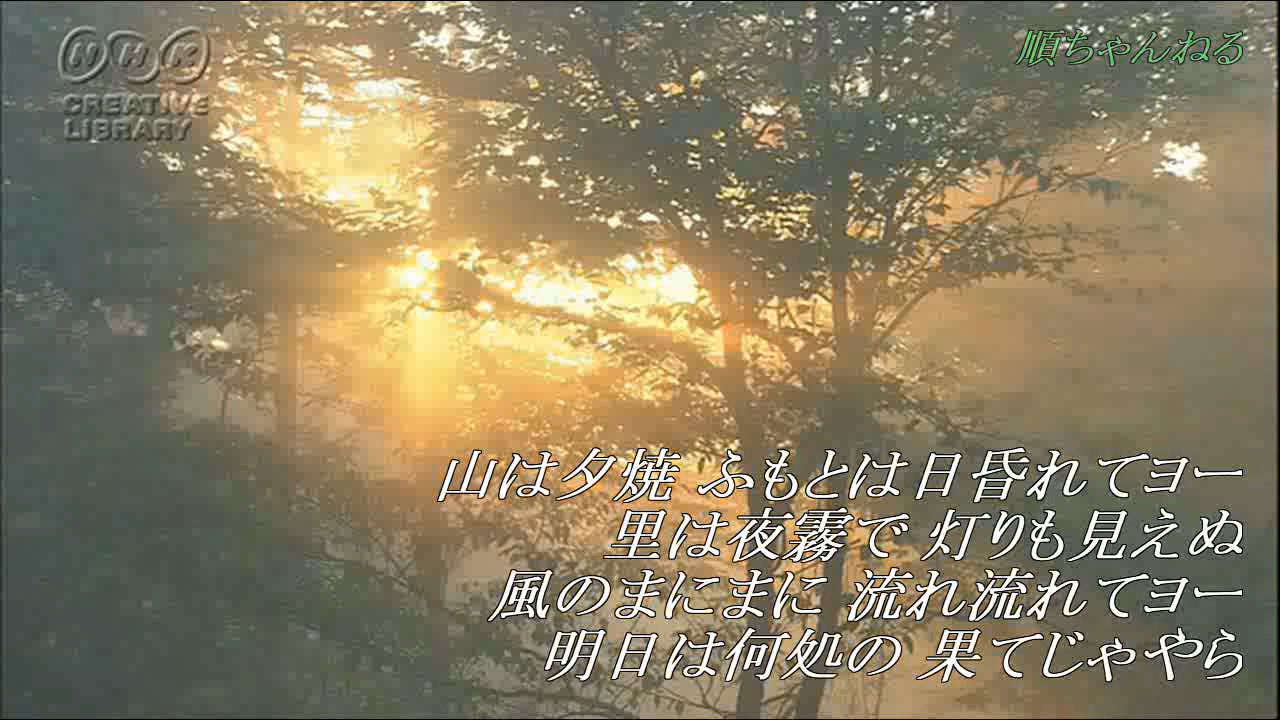 NHK
CREATIVE
LIBRARY
順ちゃんねる
山は夕焼 ふもとは日昏れてヨー
里は夜霧で 灯りも見えぬ
風のまにまに 流れ流れてヨー
明日は何処の 果てじゃやら